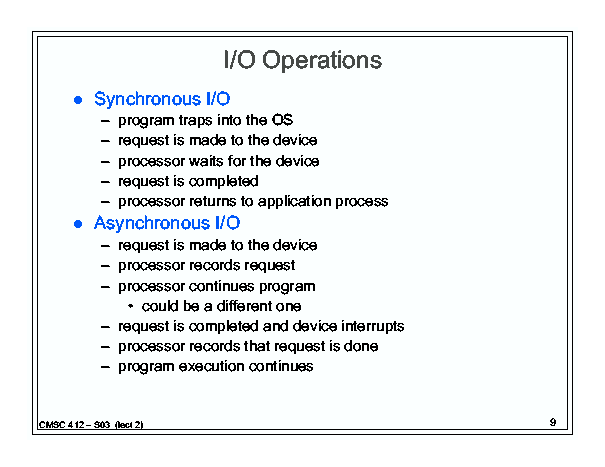 I/O Operations
● Synchronous I/O
– program traps into the OS
– request is made to the device
– processor waits for the device
– request is completed
– processor returns to application process
● Asynchronous I/O
– request is made to the device
– processor records request
– processor continues program
• could be a different one
– request is completed and device interrupts
– processor records that request is done
– program execution continues
CMSC 412 – S03 (lect 2)
9